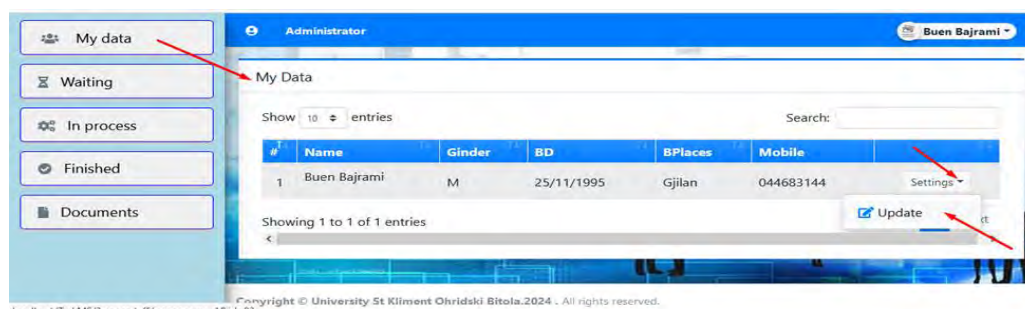 My data
Waiting
In process
Finished
Documents
Administrator
Buen Bajrami
My Data
Show 10 entries
Search:
# Name Ginder BD BPlaces Mobile
1 Buen Bajrami M 25/11/1995 Gjilan 044683144 Settings
Update
Showing 1 to 1 of 1 entries
Copyright © University St Kliment Ohridski Bitola.2024 . All rights reserved.